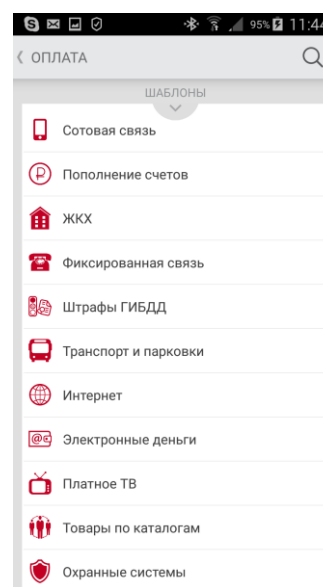 95% 11:44
ОПЛАТА
ШАБЛОНЫ
Сотовая связь
Пополнение счетов
ЖКХ
Фиксированная связь
Штрафы ГИБДД
Транспорт и парковки
Интернет
Электронные деньги
Платное ТВ
Товары по каталогам
Охранные системы